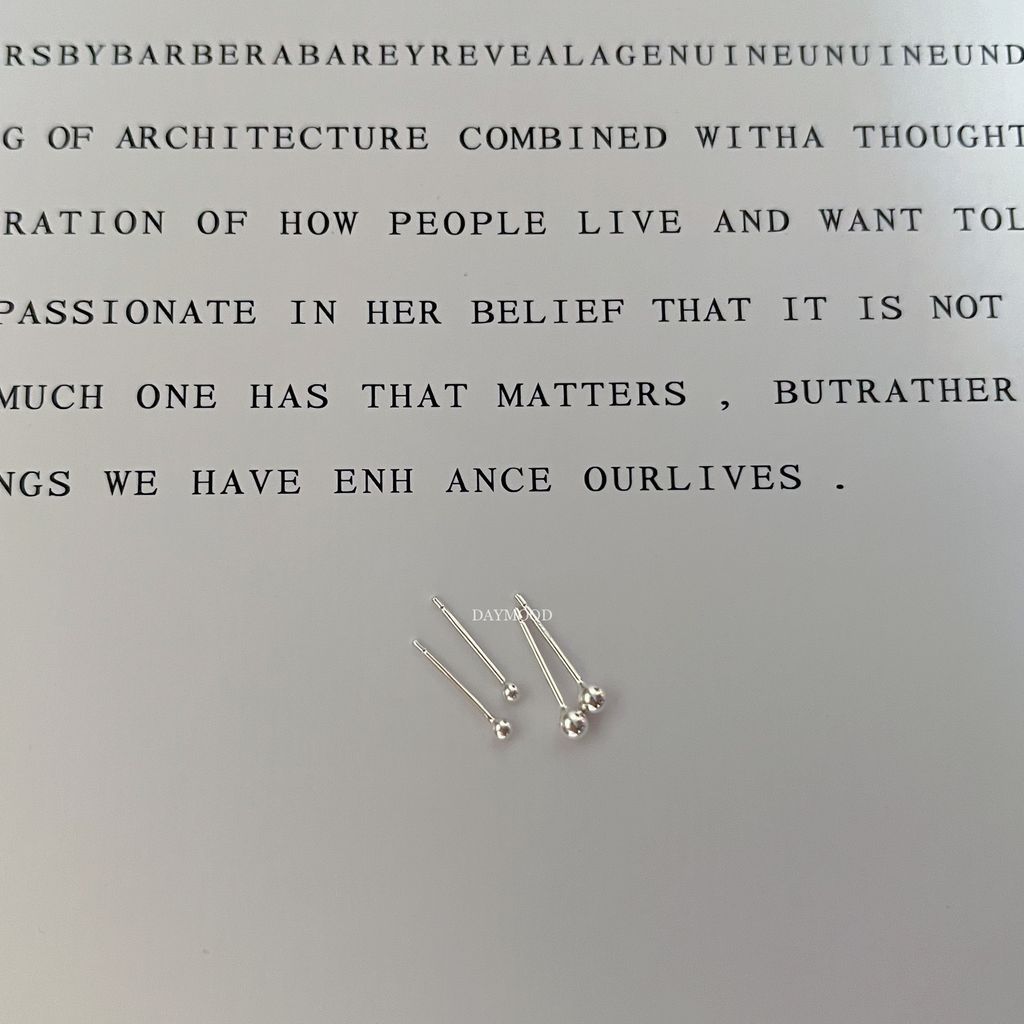 RSBYBARBERABAREYREVEALAGENUINEUNUINEUND
G OF ARCHITECTURE COMBINED WITHA THOUGHT
RATION OF HOW PEOPLE LIVE AND WANT TOL
PASSIONATE IN HER BELIEF THAT IT IS NOT
MUCH ONE HAS THAT MATTERS , BUTRATHER
NGS WE HAVE ENH ANCE OURLIVES .
DAYMOOD